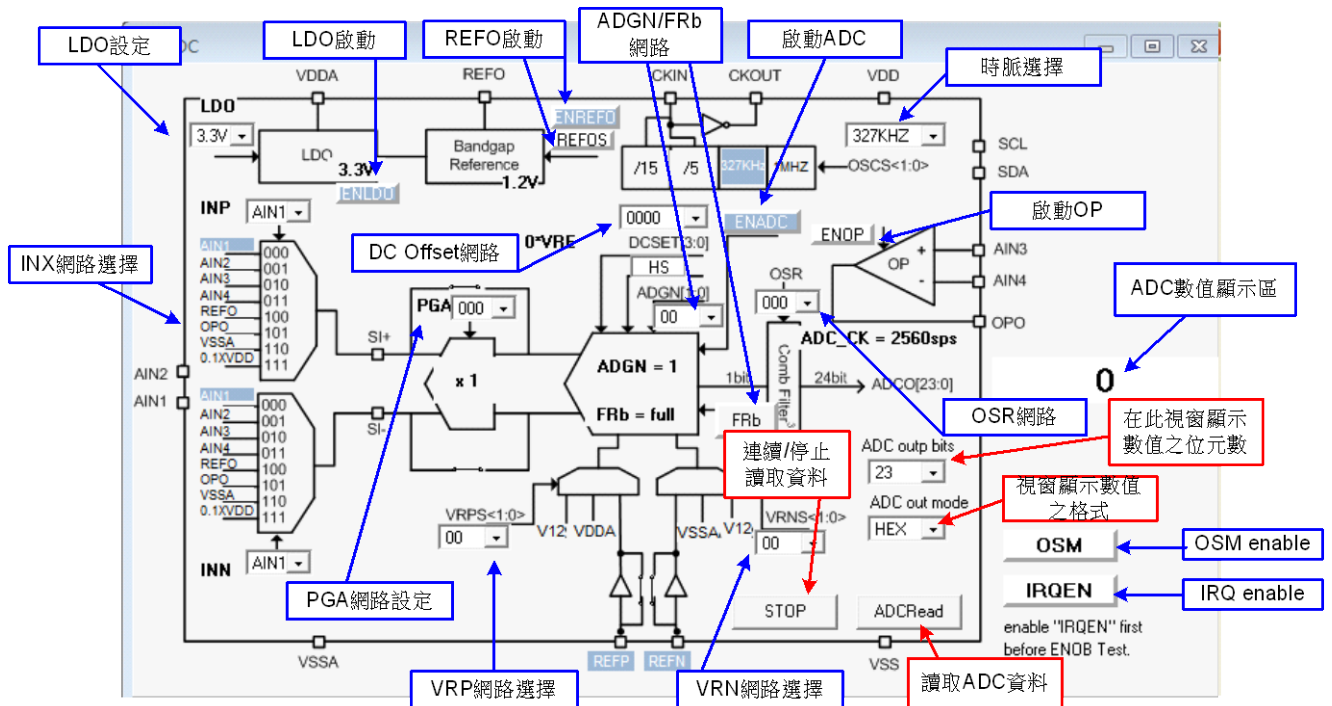 ADGN/FRb
網路
LDO設定
DC
LDO啟動
REFO啟動
啟動ADC
時脈選擇
VDDA
REFO
CKIN
CKOUT
VDD
LDO
3.3V
LDO
3.3V
ENLDO
Bandgap
Reference
1.2V
ENREFO
REFOS
/15
/5
327KHz
1MHZ
OSCS<1:0>
327KHZ
SCL
SDA
INP
AIN1
0000
ENADC
啟動OP
ENOP
OP
+
-
AIN3
AIN4
OPO
INX網路選擇
AIN1
AIN2
AIN3
AIN4
REFO
OPO
VSSA
0.1XVDD
000
001
010
011
100
101
110
111
DC Offset網路
0*VRE
DCSET[3:0]
HS
ADGN[1:0]
00
OSR
000
ADC數值顯示區
PGA
000
SI+
x 1
SI-
ADGN = 1
FRb = full
1bit
Comb Filter
3
24bit
ADCO[23:0]
ADC_CK = 2560sps
0
AIN2
AIN1
AIN1
AIN2
AIN3
AIN4
REFO
OPO
VSSA
0.1XVDD
000
001
010
011
100
101
110
111
FRb
OSR網路
連續/停止
讀取資料
ADC outp bits
23
在此視窗顯示
數值之位元數
ADC out mode
HEX
視窗顯示數值
之格式
VRPS<1:0>
00
V12
VDDA
VSSA
V12
VRNS<1:0>
00
OSM
OSM enable
INN
AIN1
PGA網路設定
IRQEN
IRQ enable
STOP
ADCRead
enable "IRQEN" first
before ENOB Test.
VSSA
REFP
REFN
VSS
VRP網路選擇
VRN網路選擇
讀取ADC資料